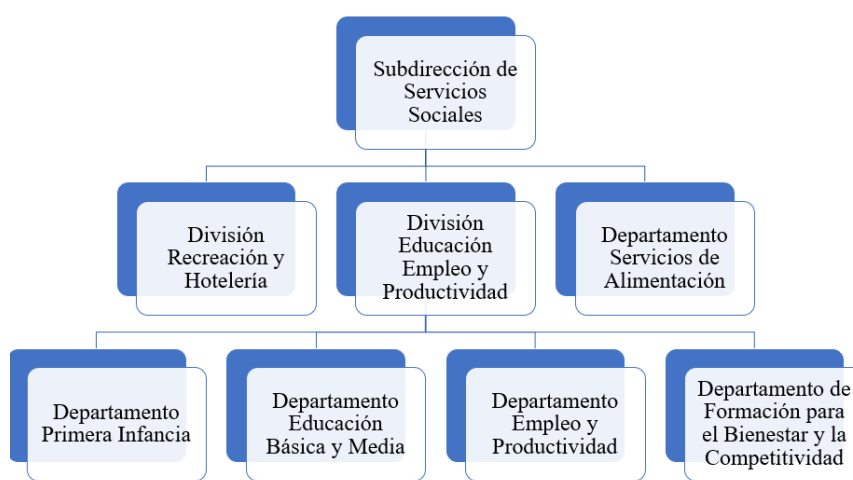 Subdirección de
Servicios
Sociales
División
Recreación y
Hotelería
División
Educación
Empleo y
Productividad
Departamento
Servicios de
Alimentación
Departamento
Primera Infancia
Departamento
Educación
Básica y Media
Departamento
Empleo y
Productividad
Departamento de
Formación para
el Bienestar y la
Competitividad